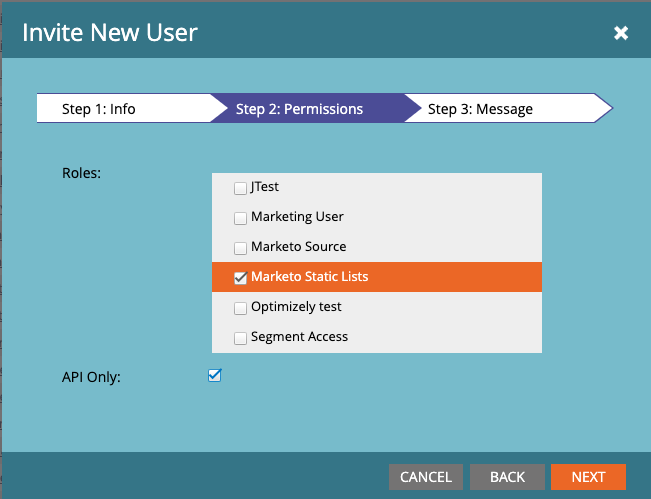 Invite New User
Step 1: Info
Step 2: Permissions
Step 3: Message
Roles:
JTest
Marketing User
Marketo Source
Marketo Static Lists
Optimizely test
Segment Access
API Only:
CANCEL
BACK
NEXT